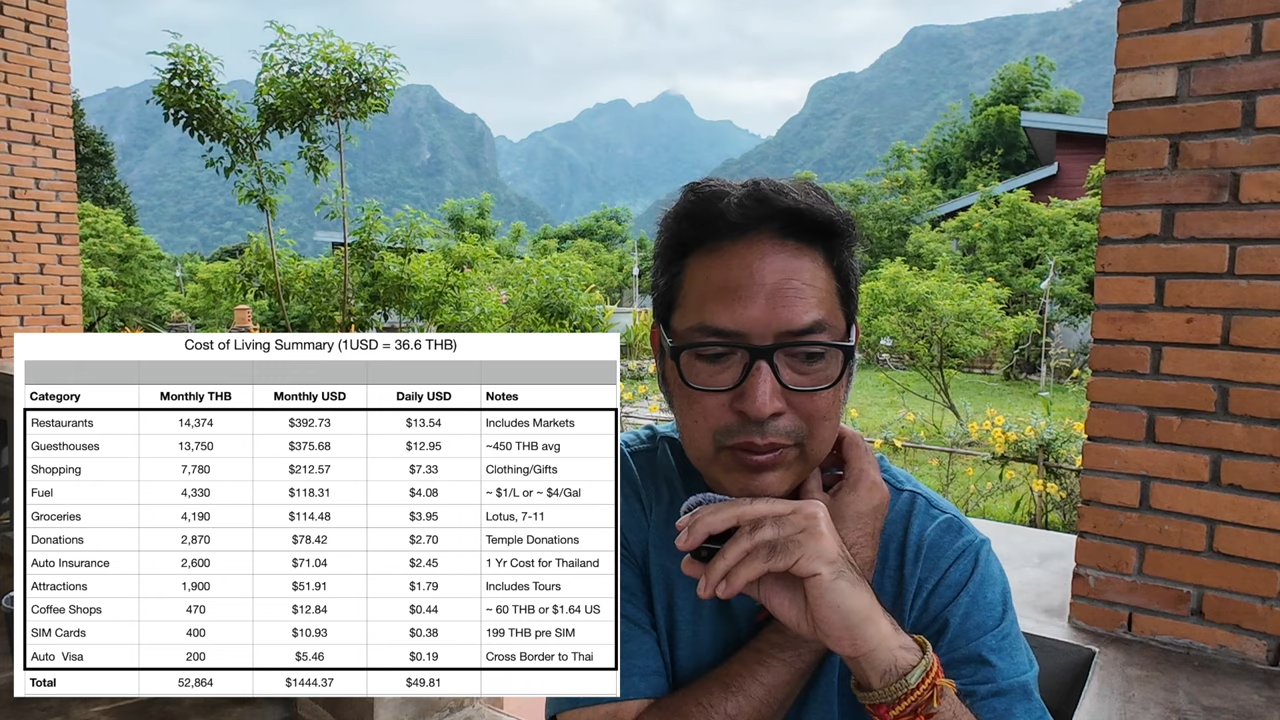 Cost of Living Summary (1USD = 36.6 THB)
Category Monthly THB Monthly USD Daily USD Notes
Restaurants 14,374 $392.73 $13.54 Includes Markets
Guesthouses 13,750 $375.68 $12.95 ~450 THB avg
Shopping 7,780 $212.57 $7.33 Clothing/Gifts
Fuel 4,330 $118.31 $4.08 ~ $1/L or ~ $4/Gal
Groceries 4,190 $114.48 $3.95 Lotus, 7-11
Donations 2,870 $78.42 $2.70 Temple Donations
Auto Insurance 2,600 $71.04 $2.45 1 Yr Cost for Thailand
Attractions 1,900 $51.91 $1.79 Includes Tours
Coffee Shops 470 $12.84 $0.44 ~ 60 THB or $1.64 US
SIM Cards 400 $10.93 $0.38 199 THB pre SIM
Auto Visa 200 $5.46 $0.19 Cross Border to Thai
Total 52,864 $1444.37 $49.81